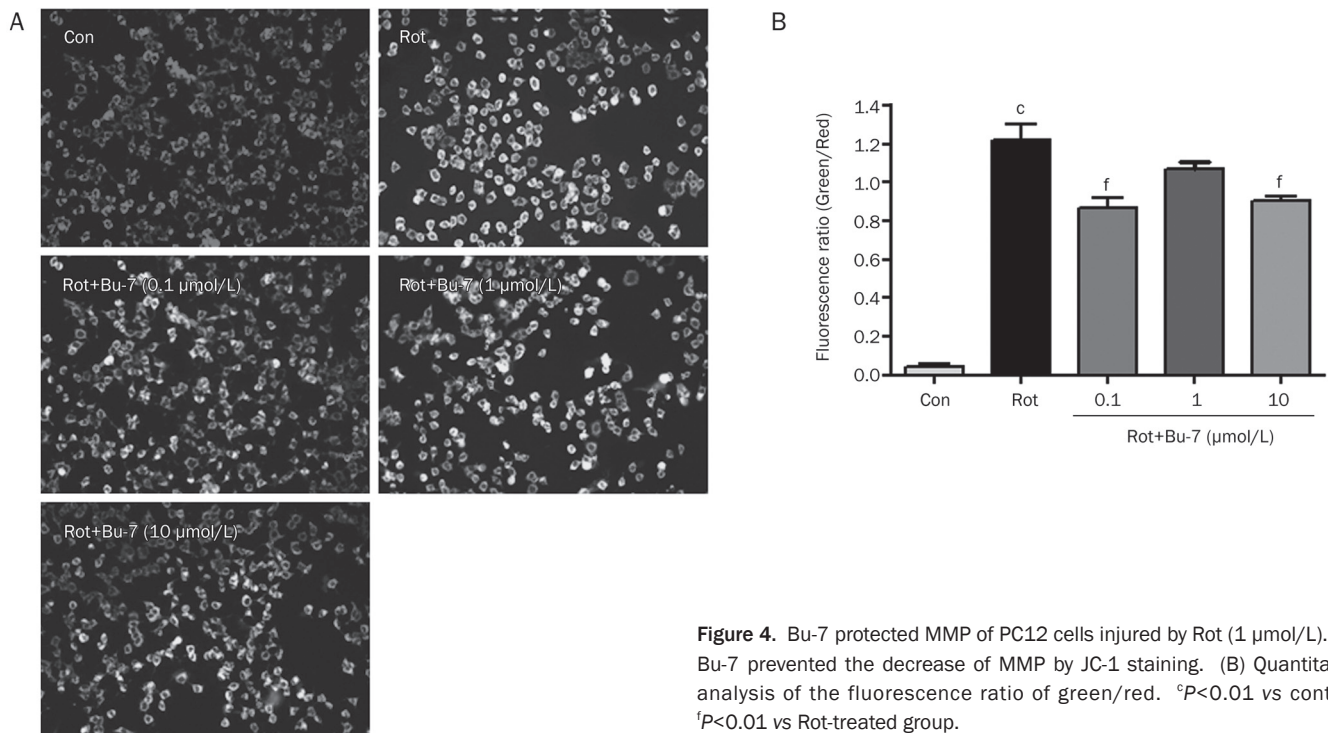 A
Con
Rot
Rot+Bu-7 (0.1 µmol/L)
Rot+Bu-7 (1 µmol/L)
Rot+Bu-7 (10 µmol/L)
B
Fluorescence ratio (Green/Red)
1.4
1.2
1.0
0.8
0.6
0.4
0.2
0.0
c
f
f
Con Rot 0.1 1 10
Rot+Bu-7 (µmol/L)
Figure 4. Bu-7 protected MMP of PC12 cells injured by Rot (1 µmol/L).
Bu-7 prevented the decrease of MMP by JC-1 staining. (B) Quantita
analysis of the fluorescence ratio of green/red. ᶜP<0.01 vs cont
ᶠP<0.01 vs Rot-treated group.